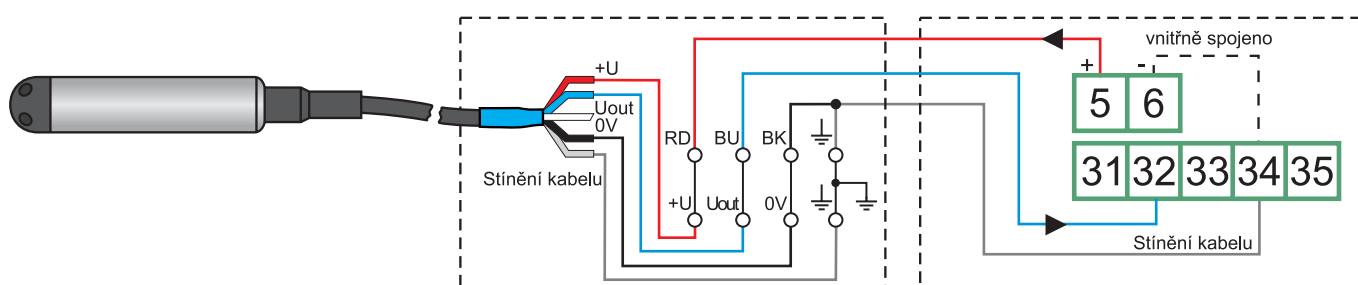 +U
Uout
0V
Stínění kabelu
RD BU BK
+U Uout 0V
vnitřně spojeno
+ -
5 6
31 32 33 34 35
Stínění kabelu